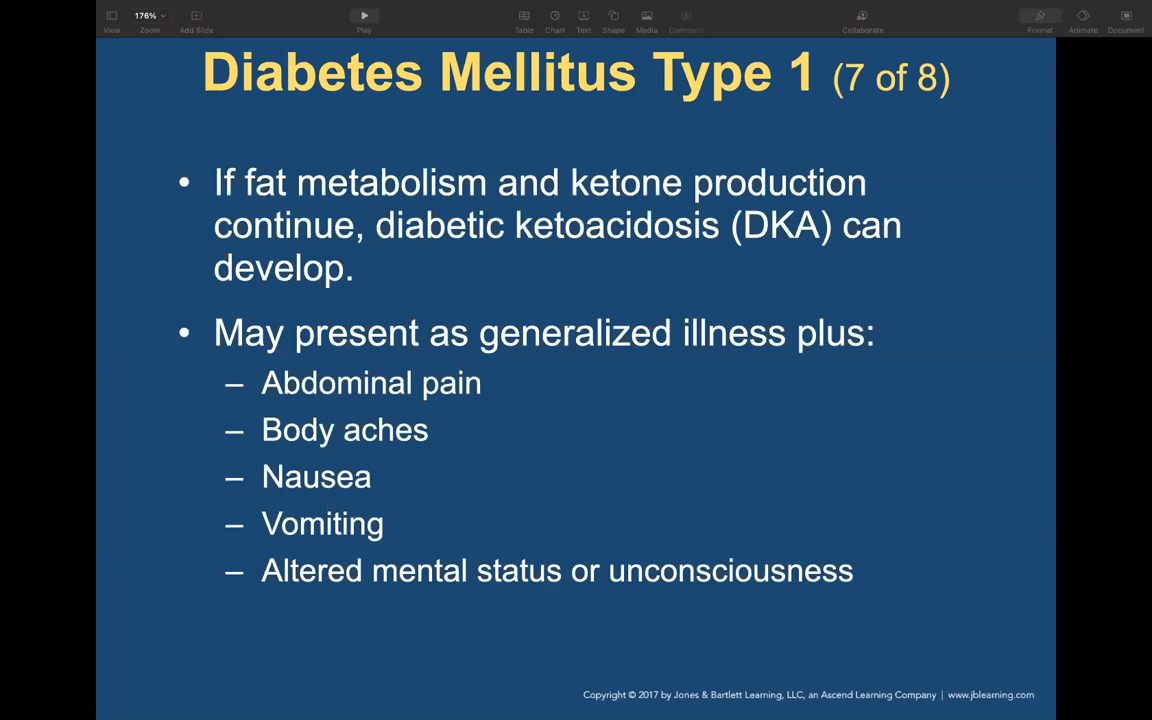 176%
View
Zoom
Add Slide
Play
Table
Chart
Text
Shape
Media
Comment
Collaborate
Format
Animate
Document
Diabetes Mellitus Type 1 (7 of 8)
• If fat metabolism and ketone production
continue, diabetic ketoacidosis (DKA) can
develop.
• May present as generalized illness plus:
– Abdominal pain
– Body aches
– Nausea
– Vomiting
– Altered mental status or unconsciousness
Copyright © 2017 by Jones & Bartlett Learning, LLC, an Ascend Learning Company | www.jblearning.com